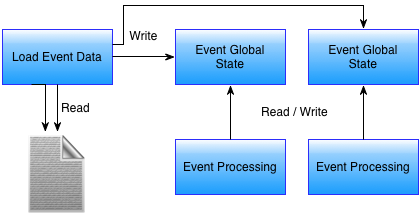 Write
Load Event Data
Event Global
State
Event Global
State
Read
Read / Write
Event Processing
Event Processing